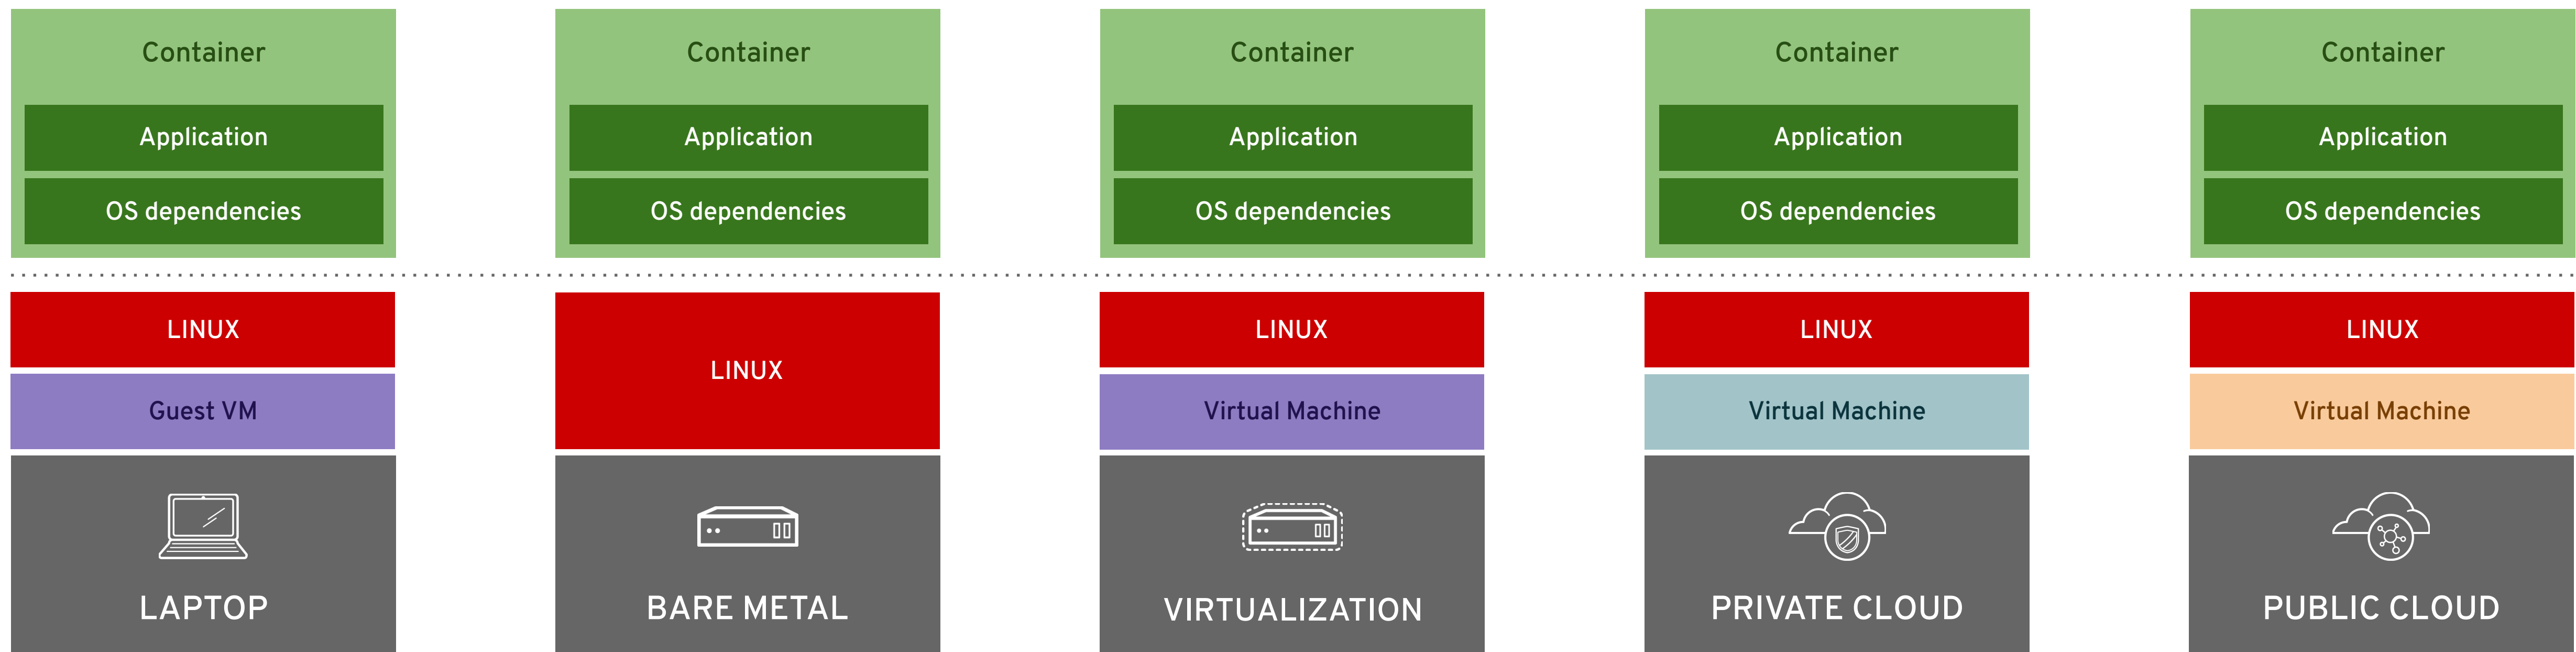 Container
Application
OS dependencies
LINUX
Guest VM
LAPTOP
Container
Application
OS dependencies
LINUX
BARE METAL
Container
Application
OS dependencies
LINUX
Virtual Machine
VIRTUALIZATION
Container
Application
OS dependencies
LINUX
Virtual Machine
PRIVATE CLOUD
Container
Application
OS dependencies
LINUX
Virtual Machine
PUBLIC CLOUD